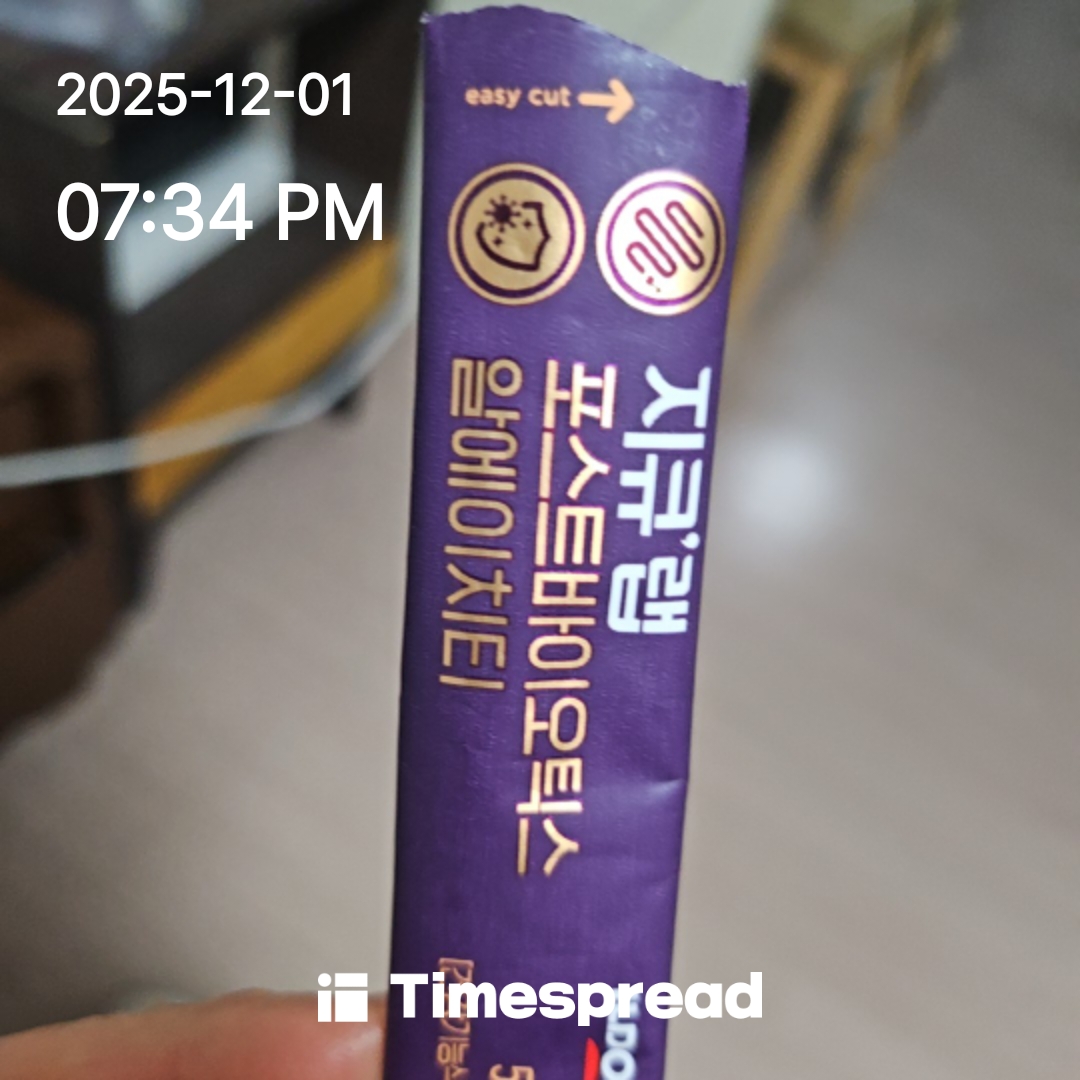 2025-12-01
07:34 PM
easy cut
지큐랩
포스트바이오틱스
알에이치티
Timespread